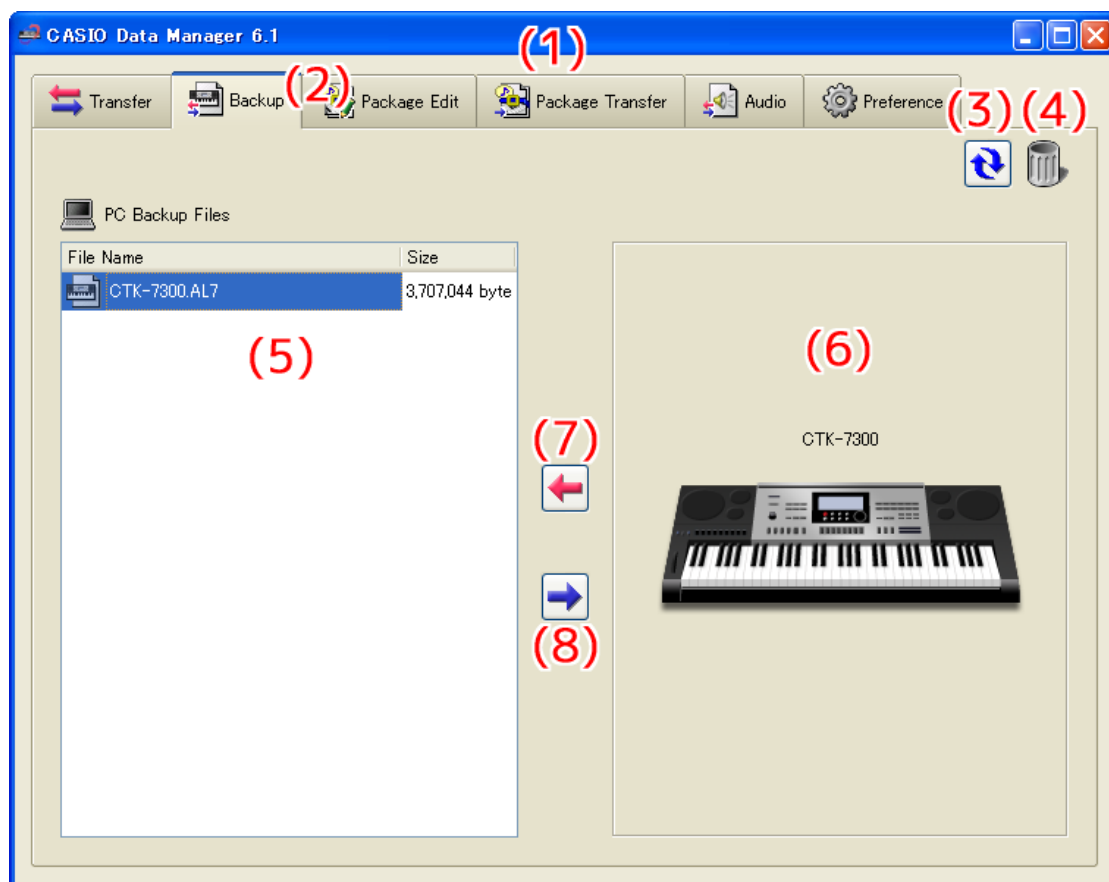 CASIO Data Manager 6.1
(1)
(2)
Transfer
Backup
Package Edit
Package Transfer
Audio
Preference
(3)
(4)
PC Backup Files
File Name
Size
CTK-7300.AL7
3,707,044 byte
(5)
(6)
(7)
CTK-7300
(8)